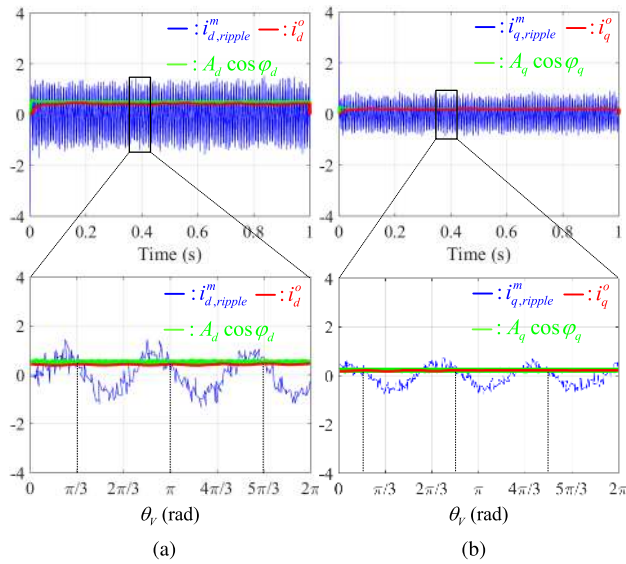 (a)
4
2
0
-2
-4
: i^m_{d,ripple} : i^o_d
: A_d cos φ_d
0 0.2 0.4 0.6 0.8 1
Time (s)
4
2
0
-2
-4
: i^m_{q,ripple} : i^o_q
: A_q cos φ_q
0 0.2 0.4 0.6 0.8 1
Time (s)
4
2
0
-2
-4
: i^m_{d,ripple} : i^o_d
: A_d cos φ_d
0 π/3 2π/3 π 4π/3 5π/3 2π
θ_V (rad)
(a)
4
2
0
-2
-4
: i^m_{q,ripple} : i^o_q
: A_q cos φ_q
0 π/3 2π/3 π 4π/3 5π/3 2π
θ_V (rad)
(b)